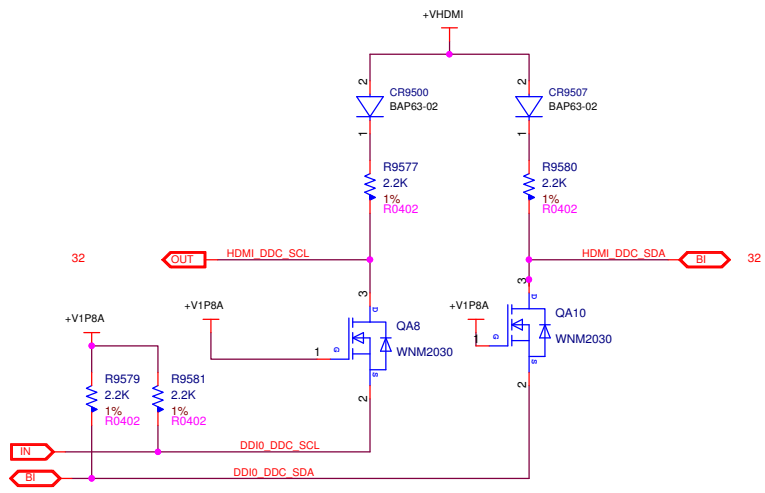 +VHDMI
2
CR9500
BAP63-02
1
2
CR9507
BAP63-02
1
R9577
2.2K
1%
R0402
R9580
2.2K
1%
R0402
32
OUT
HDMI_DDC_SCL
HDMI_DDC_SDA
BI
32
3
D
QA8
WNM2030
1
G
S
2
+V1P8A
3
D
QA10
WNM2030
+V1P8A
1
G
S
2
+V1P8A
R9579
2.2K
1%
R0402
R9581
2.2K
1%
R0402
IN
DDI0_DDC_SCL
BI
DDI0_DDC_SDA